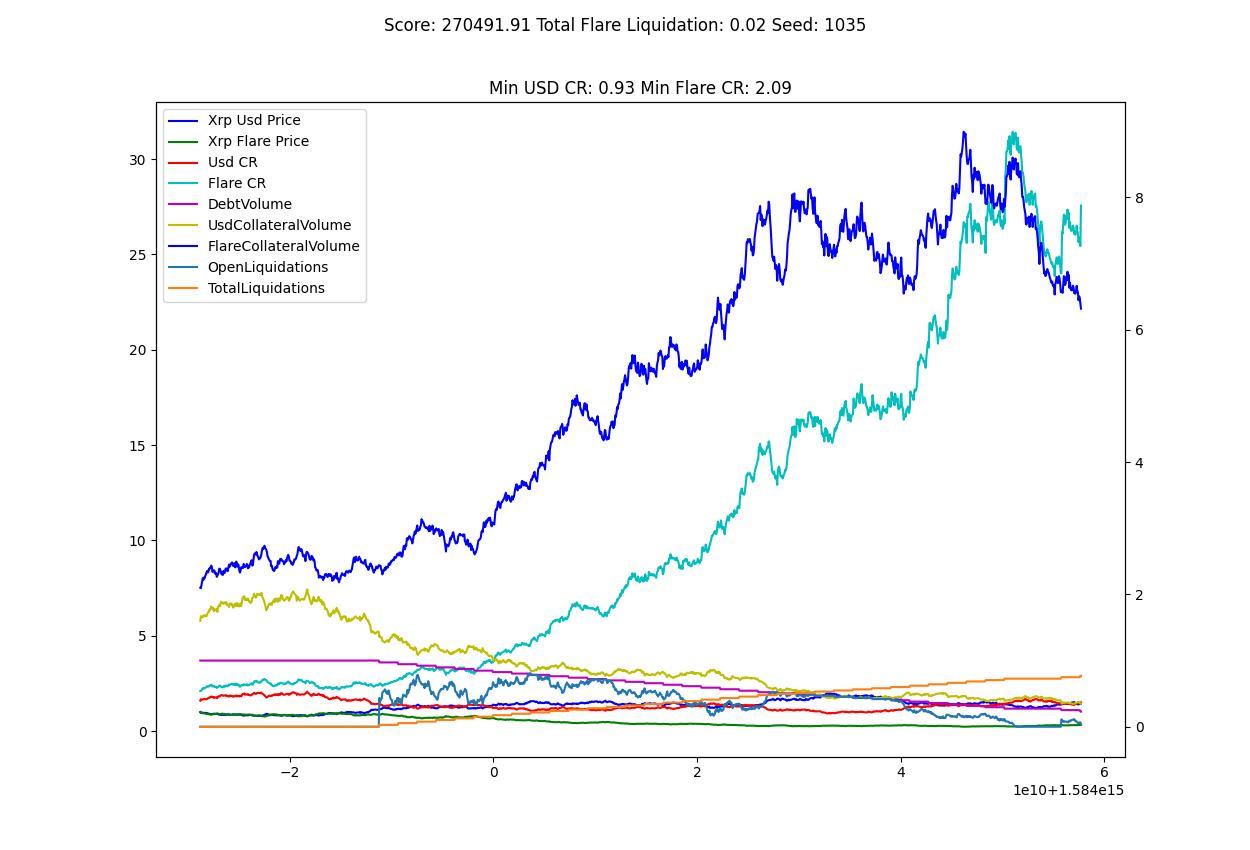 Score: 270491.91 Total Flare Liquidation: 0.02 Seed: 1035
Min USD CR: 0.93 Min Flare CR: 2.09
Xrp Usd Price
Xrp Flare Price
Usd CR
Flare CR
DebtVolume
UsdCollateralVolume
FlareCollateralVolume
OpenLiquidations
TotalLiquidations
30
25
20
15
10
5
0
8
6
4
2
0
−2
0
2
4
6
1e10+1.584e15